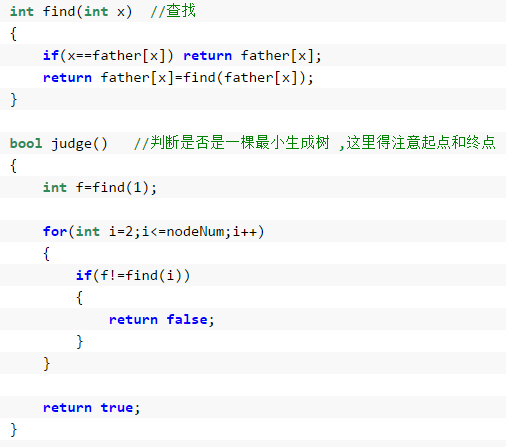 int find(int x)  //查找
{
    if(x==father[x]) return father[x];
    return father[x]=find(father[x]);
}
bool judge()   //判断是否是一棵最小生成树 ,这里得注意起点和终点
{
    int f=find(1);
    for(int i=2;i<=nodeNum;i++)
    {
        if(f!=find(i))
        {
            return false;
        }
    }
    return true;
}